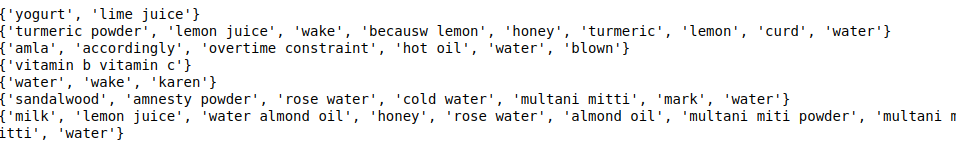 {'yogurt', 'lime juice'}
{'turmeric powder', 'lemon juice', 'wake', 'becausw lemon', 'honey', 'turmeric', 'lemon', 'curd', 'water'}
{'amla', 'accordingly', 'overtime constraint', 'hot oil', 'water', 'blown'}
{'vitamin b vitamin c'}
{'water', 'wake', 'karen'}
{'sandalwood', 'amnesty powder', 'rose water', 'cold water', 'multani mitti', 'mark', 'water'}
{'milk', 'lemon juice', 'water almond oil', 'honey', 'rose water', 'almond oil', 'multani miti powder', 'multani m
itti', 'water'}